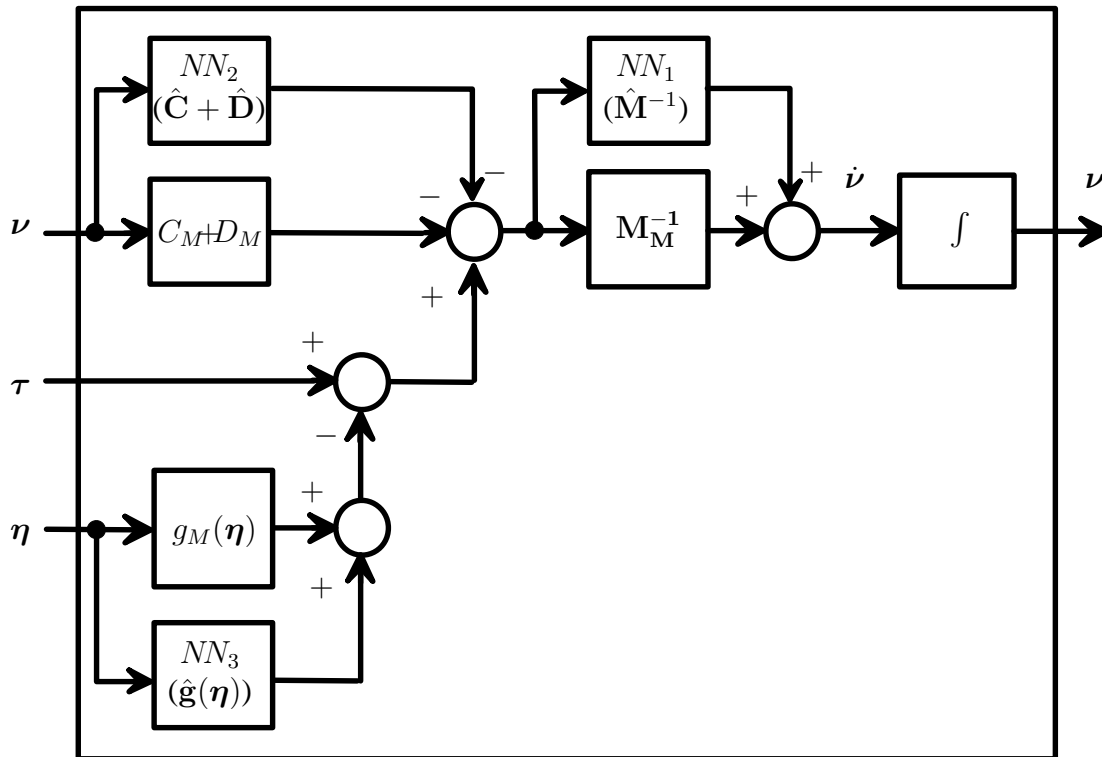 NN₂
(Ĉ + D̂)
NN₁
(M̂⁻¹)
−
+
ν̇
ν
ν
C_M+D_M
−
+
M_M⁻¹
∫
+
+
τ
−
+
η
g_M(η)
+
NN₃
(ĝ(η))